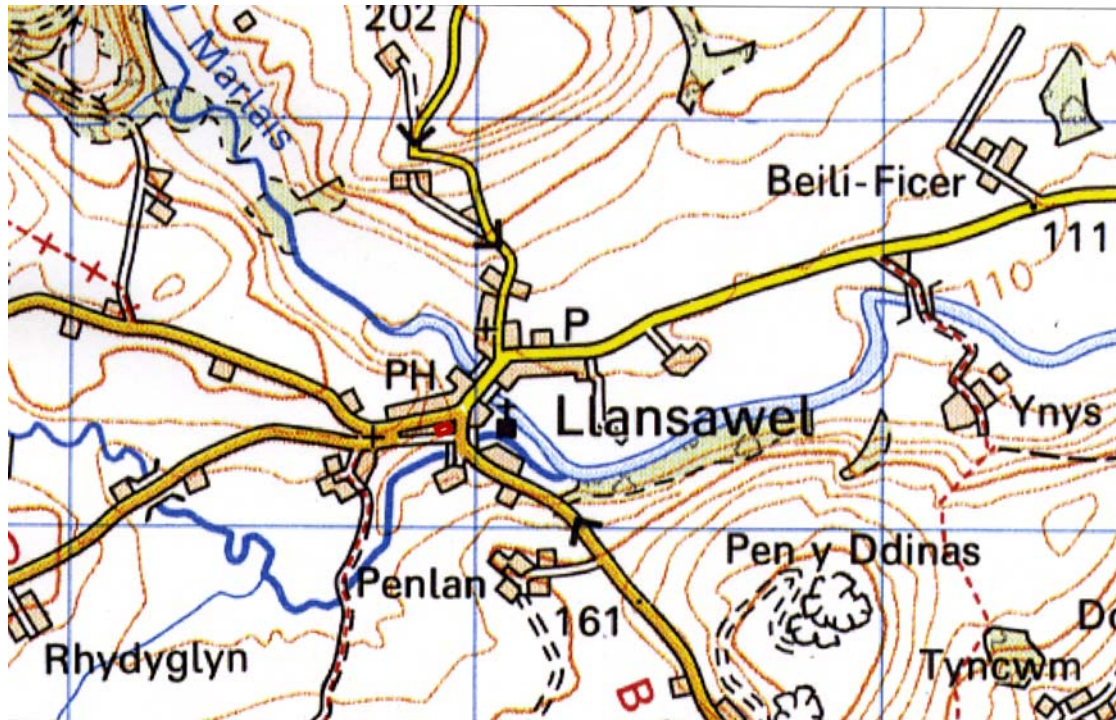 202
Marlais
Beili-Ficer
111
110
P
PH
Llansawel
Ynys
Pen y Ddinas
Penlan
161
Rhydyglyn
Tyncwm
B